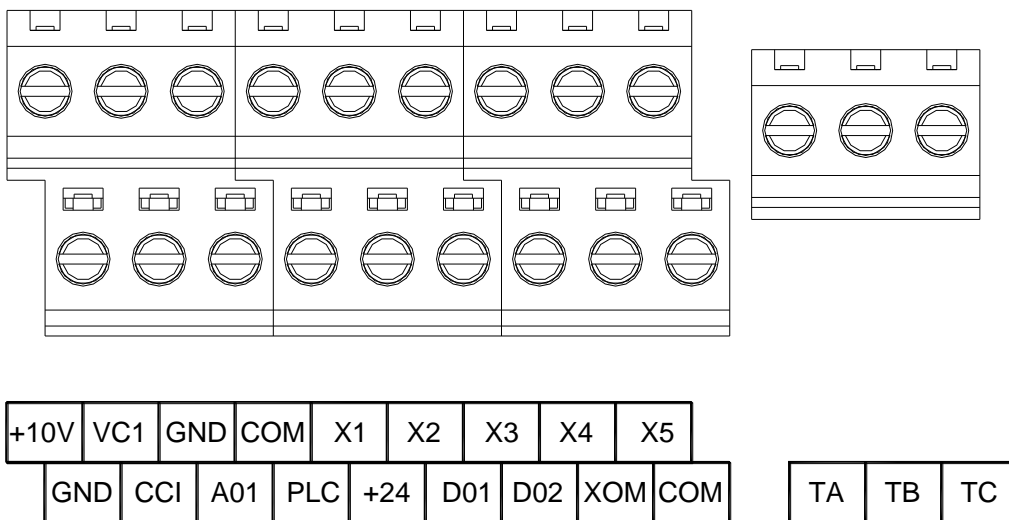 +10V VC1 GND COM X1 X2 X3 X4 X5
GND CCI A01 PLC +24 D01 D02 XOM COM TA TB TC